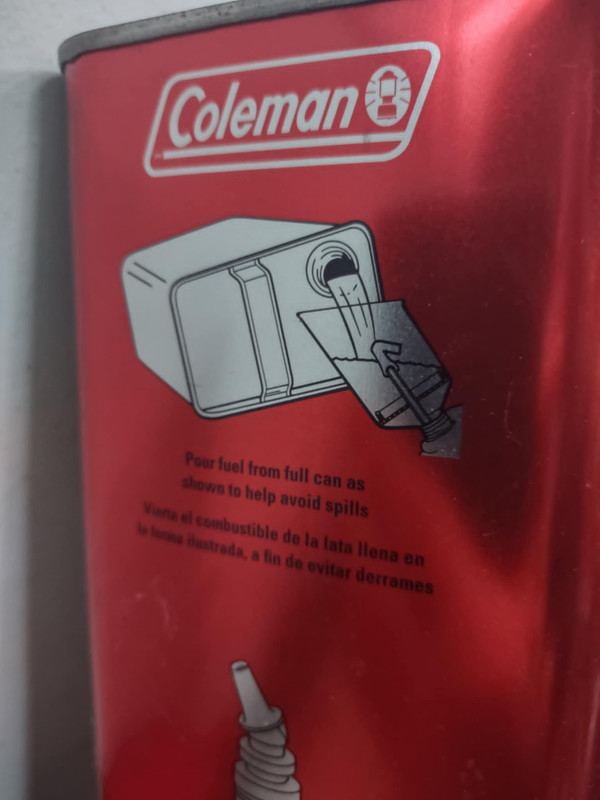 Coleman
Pour fuel from full can as
shown to help avoid spills
Vierta el combustible de la lata llena en
la forma ilustrada, a fin de evitar derrames